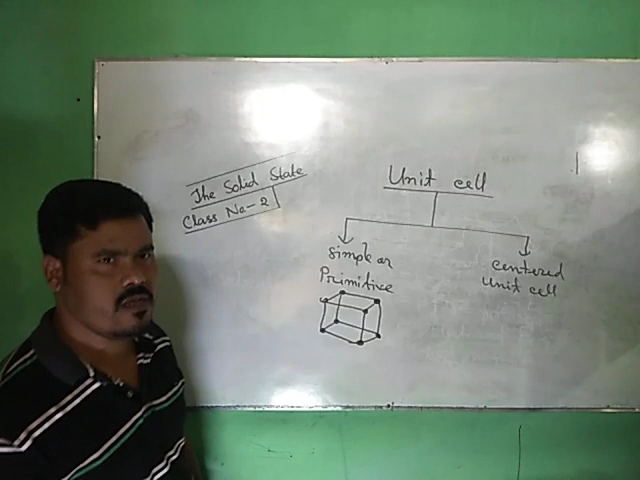 The Solid State
Class No-2
Unit cell
simple or
Primitive
centered
unit cell